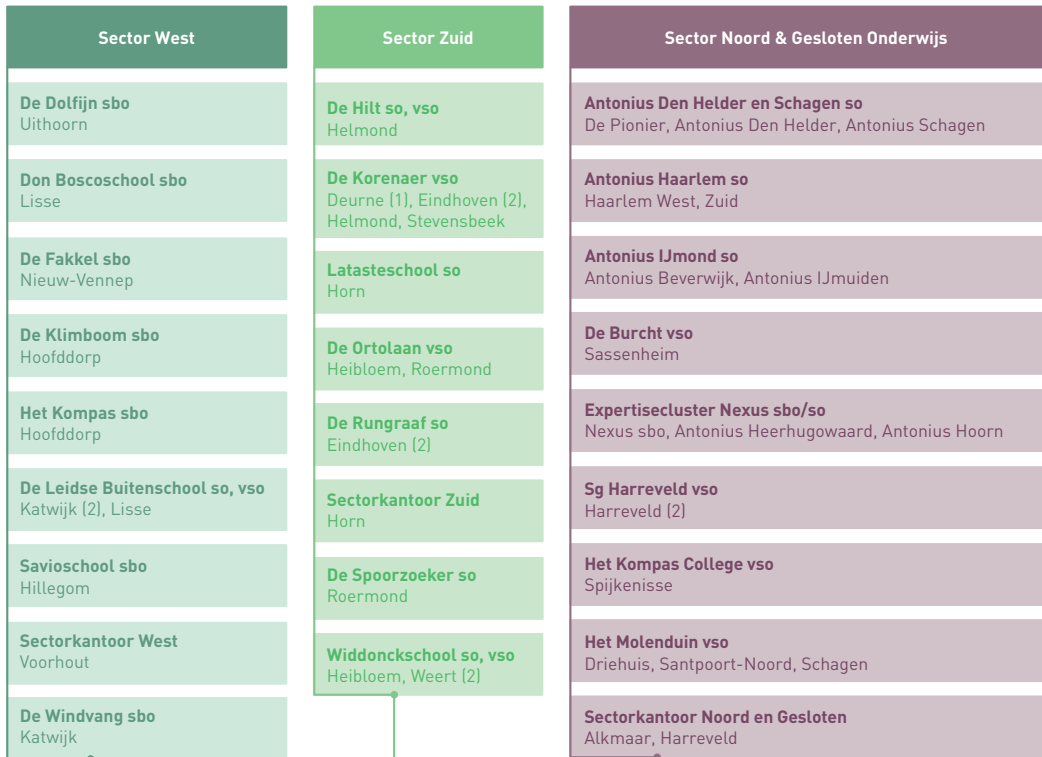 Sector West
De Dolfijn sbo
Uithoorn
Don Boscoschool sbo
Lisse
De Fakkel sbo
Nieuw-Vennep
De Klimboom sbo
Hoofddorp
Het Kompas sbo
Hoofddorp
De Leidse Buitenschool so, vso
Katwijk (2), Lisse
Savioschool sbo
Hillegom
Sectorkantoor West
Voorhout
De Windvang sbo
Katwijk
Sector Zuid
De Hilt so, vso
Helmond
De Korenaer vso
Deurne (1), Eindhoven (2),
Helmond, Stevensbeek
Latasteschool so
Horn
De Ortolaan vso
Heibloem, Roermond
De Rungraaf so
Eindhoven (2)
Sectorkantoor Zuid
Horn
De Spoorzoeker so
Roermond
Widdonckschool so, vso
Heibloem, Weert (2)
Sector Noord & Gesloten Onderwijs
Antonius Den Helder en Schagen so
De Pionier, Antonius Den Helder, Antonius Schagen
Antonius Haarlem so
Haarlem West, Zuid
Antonius IJmond so
Antonius Beverwijk, Antonius IJmuiden
De Burcht vso
Sassenheim
Expertisecluster Nexus sbo/so
Nexus sbo, Antonius Heerhugowaard, Antonius Hoorn
Sg Harreveld vso
Harreveld (2)
Het Kompas College vso
Spijkenisse
Het Molenduin vso
Driehuis, Santpoort-Noord, Schagen
Sectorkantoor Noord en Gesloten
Alkmaar, Harreveld